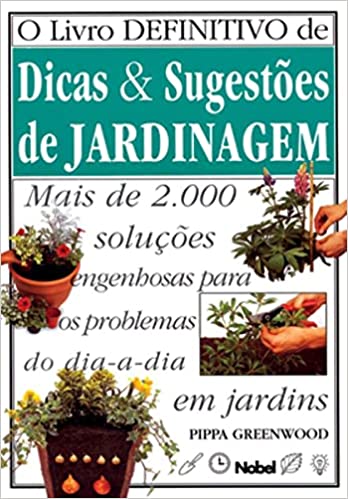 O Livro DEFINITIVO de
Dicas & Sugestões
de JARDINAGEM
Mais de 2.000
soluções
engenhosas para
os problemas
do dia-a-dia
em jardins
PIPPA GREENWOOD
Nobel